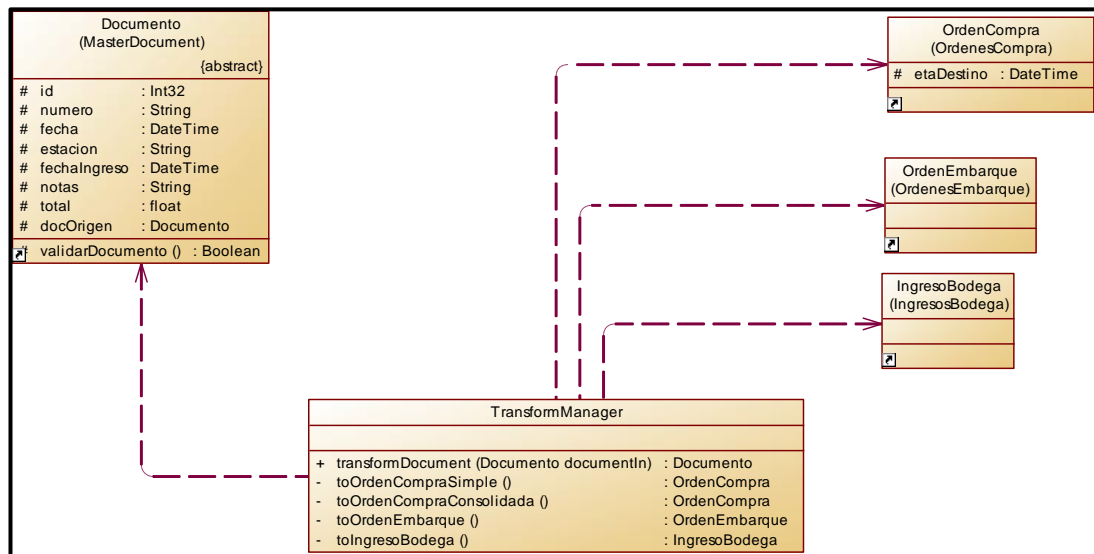 Documento
(MasterDocument)
{abstract}
# id : Int32
# numero : String
# fecha : DateTime
# estacion : String
# fechaIngreso : DateTime
# notas : String
# total : float
# docOrigen : Documento
# validarDocumento () : Boolean
OrdenCompra
(OrdenesCompra)
# etaDestino : DateTime
OrdenEmbarque
(OrdenesEmbarque)
IngresoBodega
(IngresosBodega)
TransformManager
+ transformDocument (Documento documentIn) : Documento
- toOrdenCompraSimple () : OrdenCompra
- toOrdenCompraConsolidada () : OrdenCompra
- toOrdenEmbarque () : OrdenEmbarque
- toIngresoBodega () : IngresoBodega